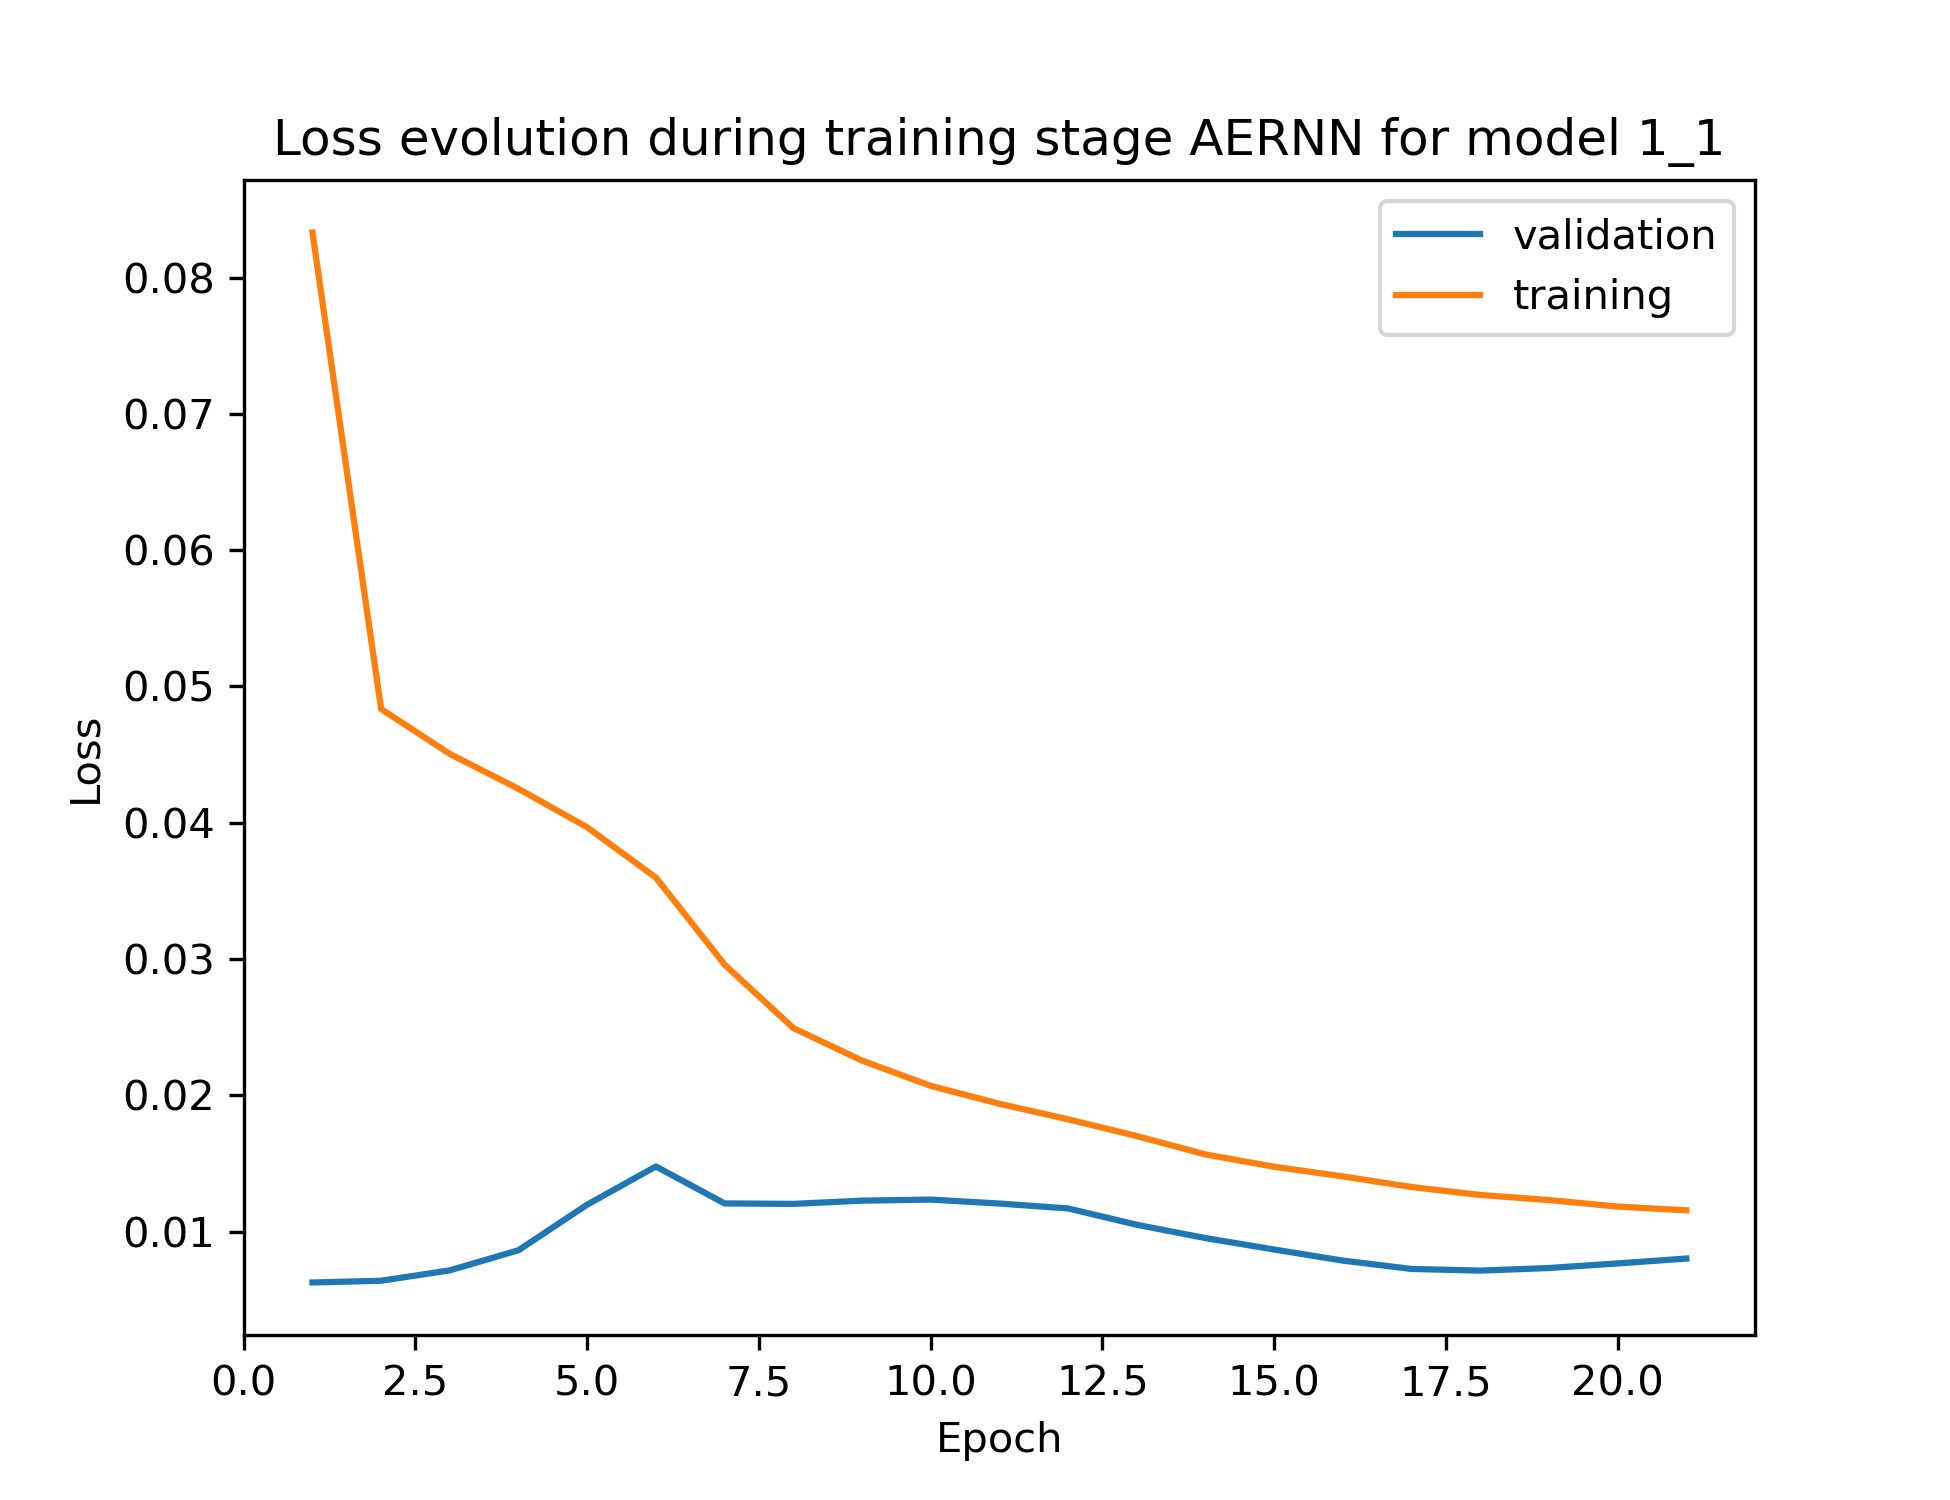 Loss evolution during training stage AERNN for model 1_1
validation
training
0.08
0.07
0.06
0.05
0.04
0.03
0.02
0.01
Loss
0.0 2.5 5.0 7.5 10.0 12.5 15.0 17.5 20.0
Epoch